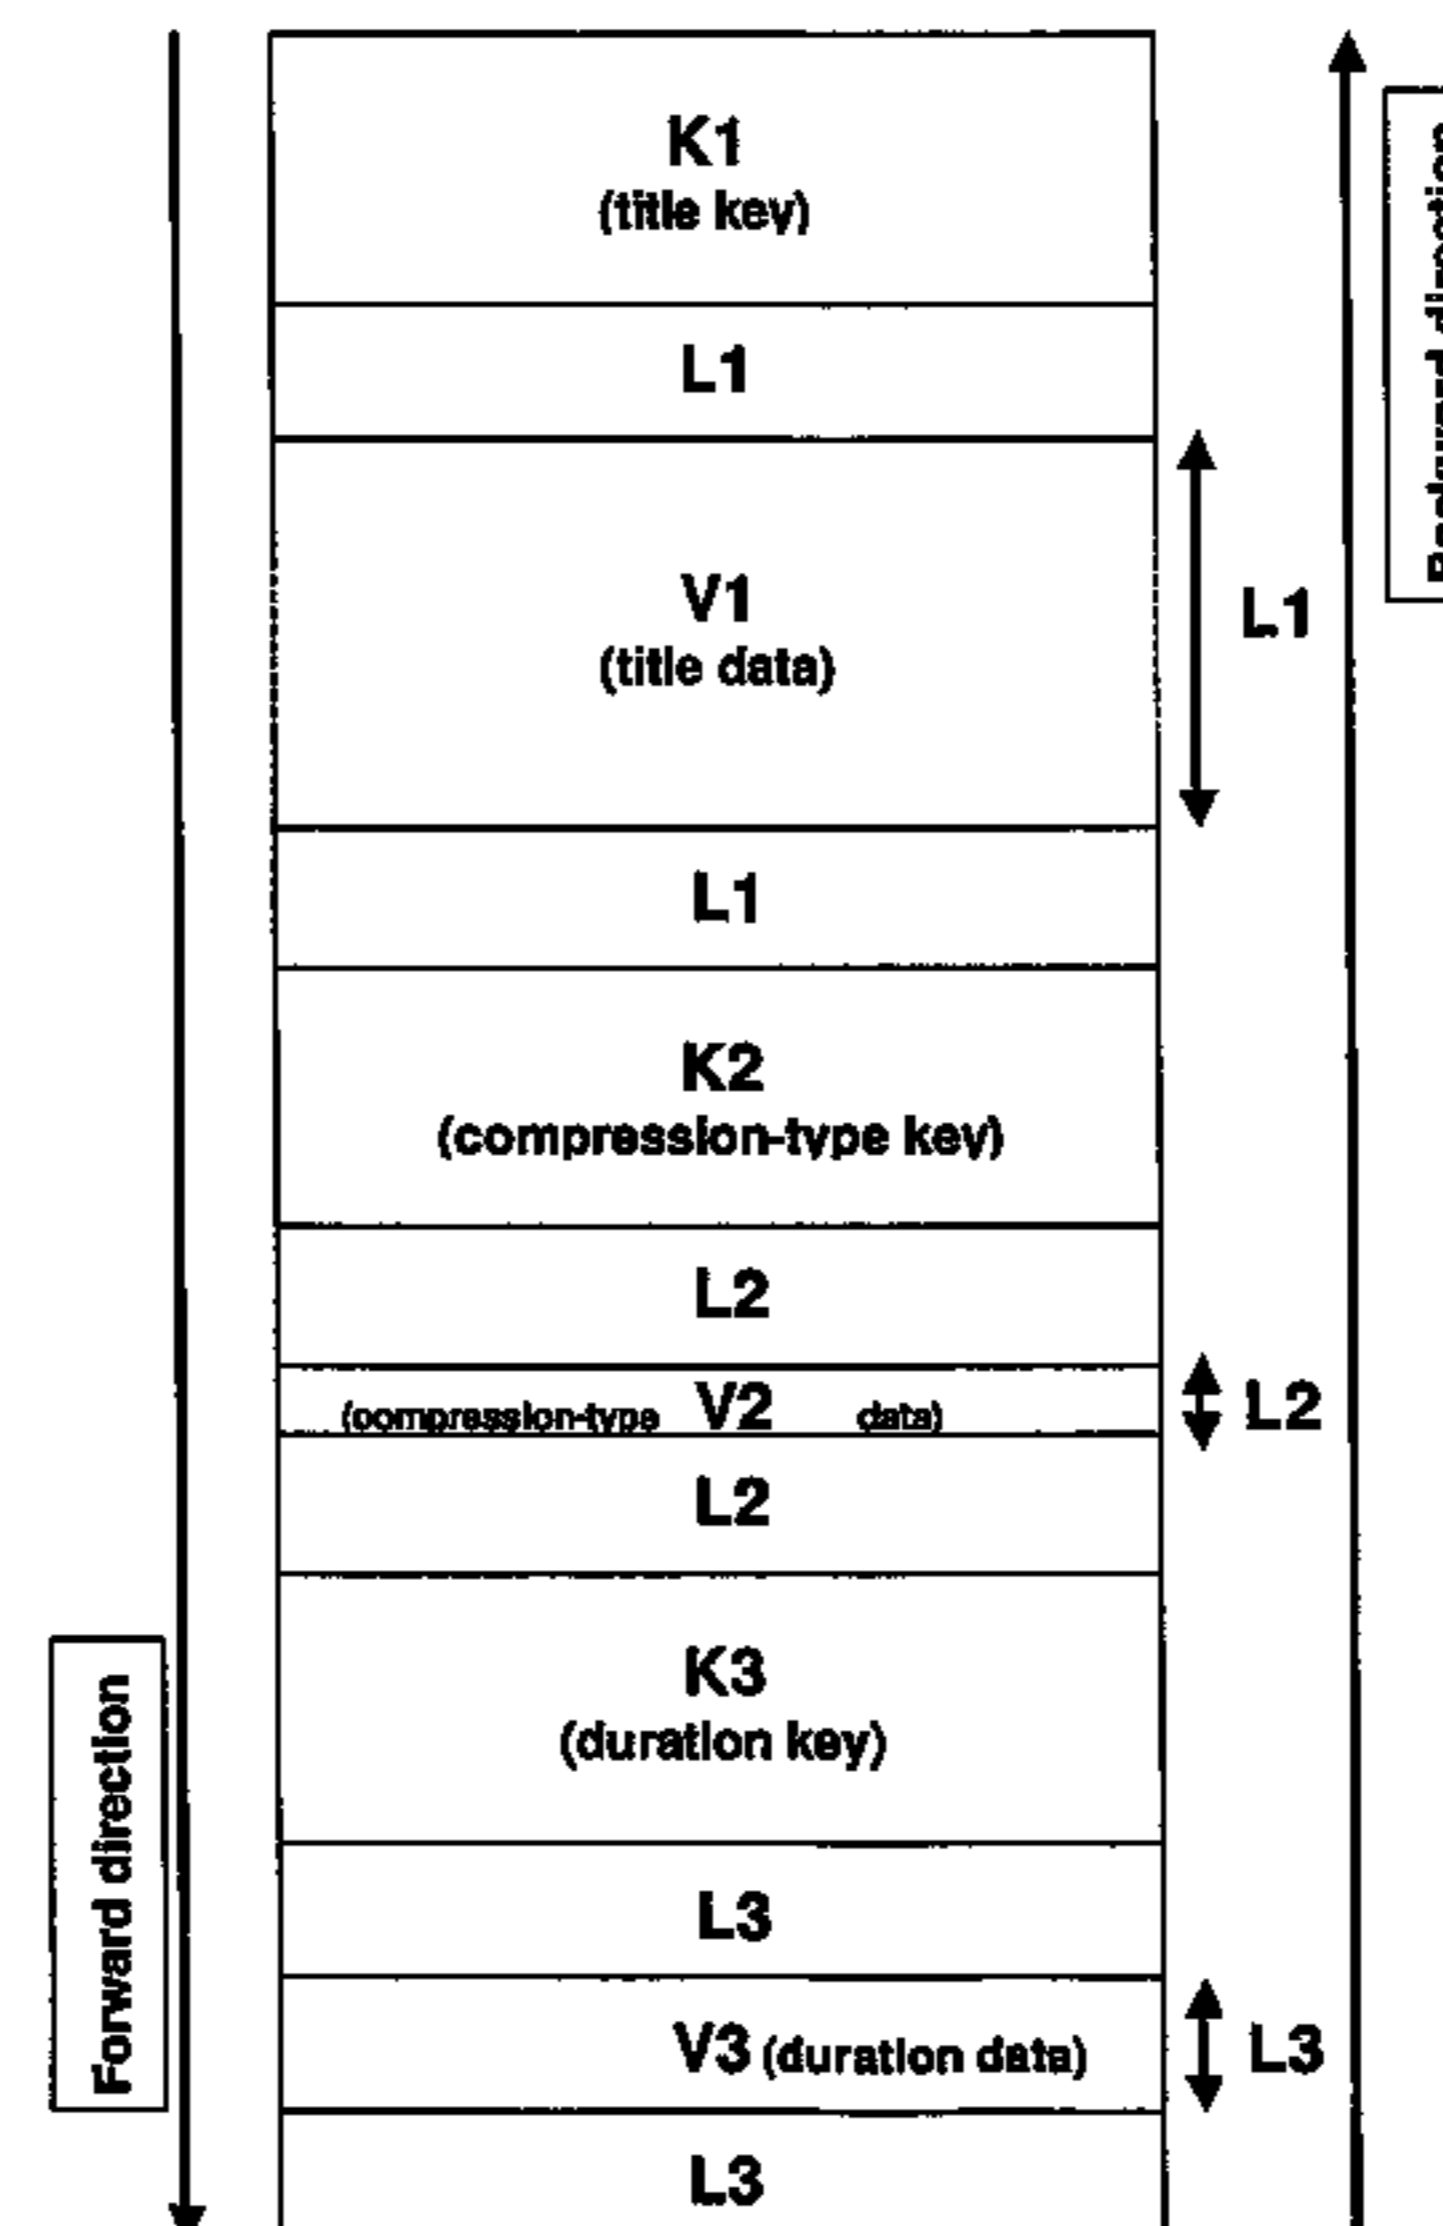 K1
(title key)
L1
V1
(title data)
L1
L1
K2
(compression-type key)
L2
(compression-type V2 data)
L2
L2
K3
(duration key)
L3
V3 (duration data)
L3
L3
Forward direction